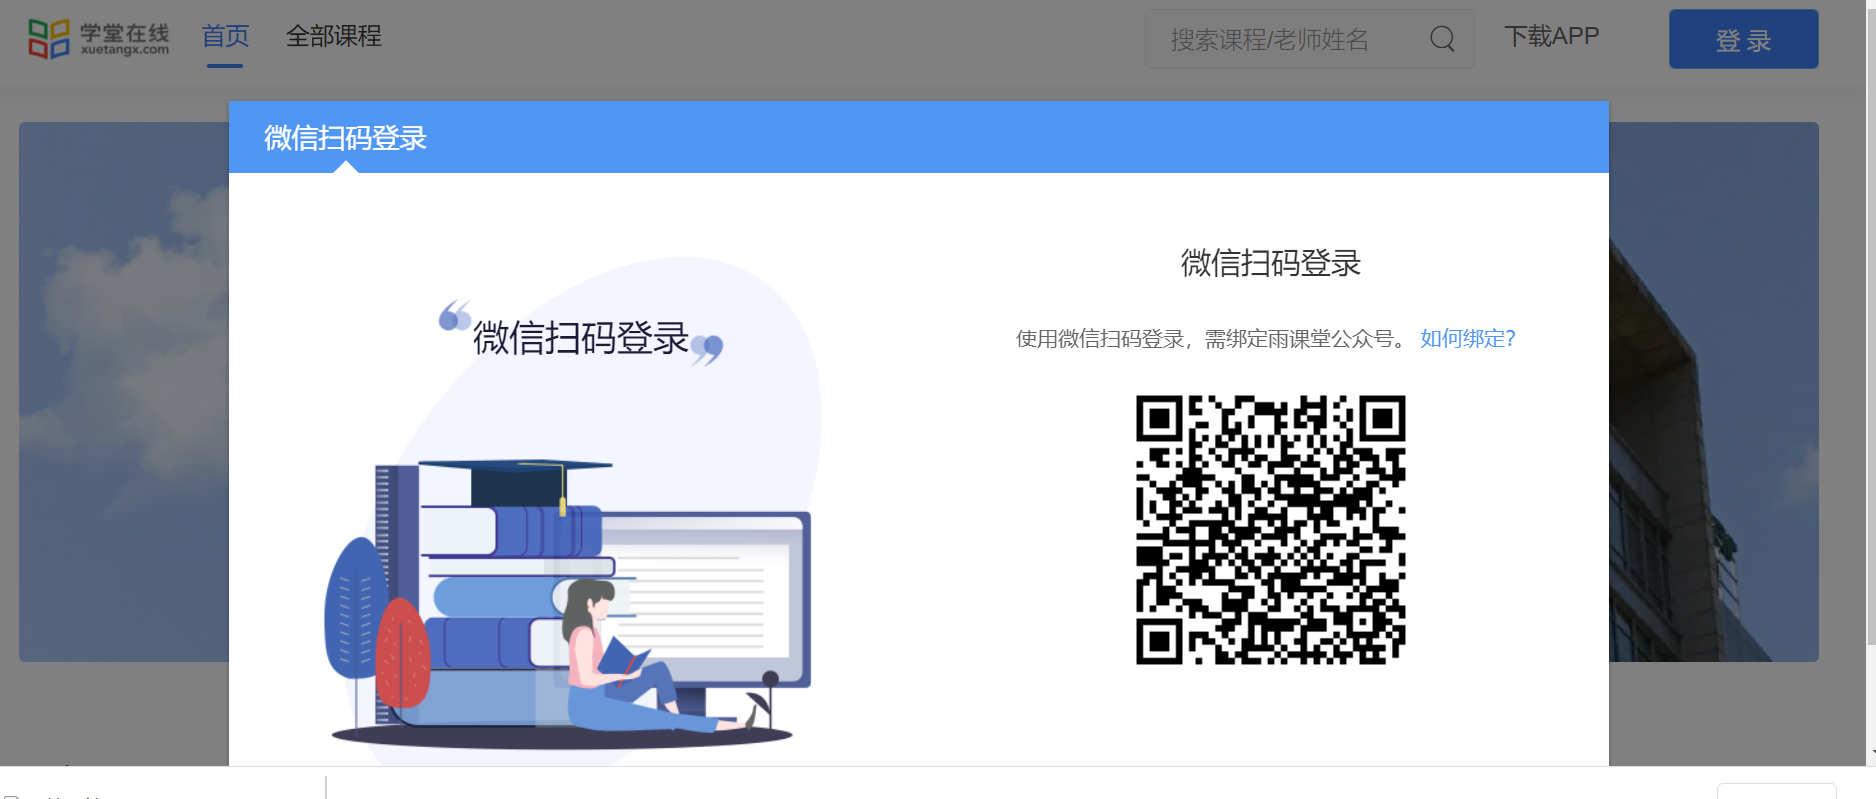 学堂在线
xuetangx.com
首页
全部课程
搜索课程/老师姓名
下载APP
登 录
微信扫码登录
微信扫码登录
使用微信扫码登录，需绑定雨课堂公众号。 如何绑定?
“微信扫码登录”